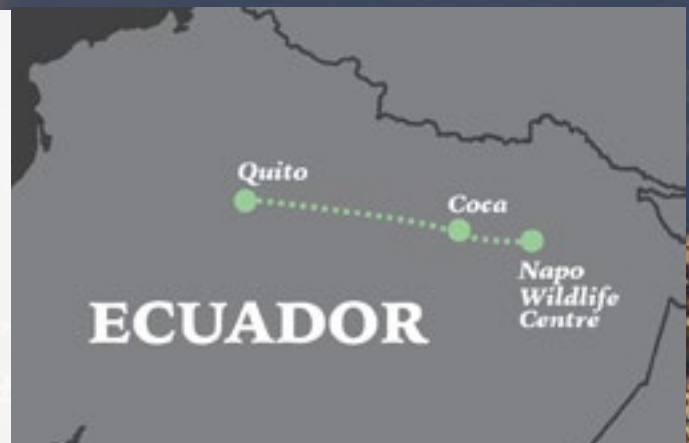 Quito
Coca
Napo
Wildlife
Centre
ECUADOR